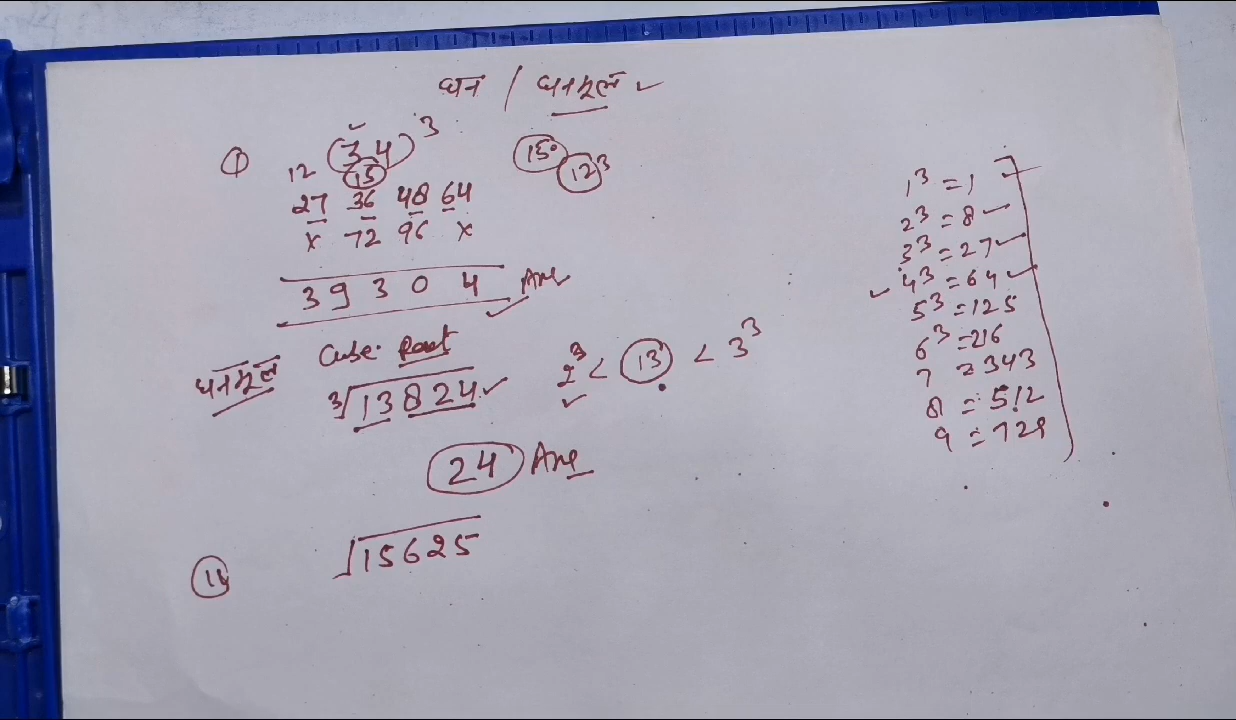 घन / घनमूल ✓
① (34)³
12 15
15 12³
27 36 48 64
x 72 96 x
39304 Ans
घनमूल Cube Root
∛13824 ✓
2³ < 13 < 3³
24 Ans
(ii) √15625
1³ = 1
2³ = 8
3³ = 27
✓ 4³ = 64
5³ = 125
6³ = 216
7 = 343
8 = 512
9 = 729